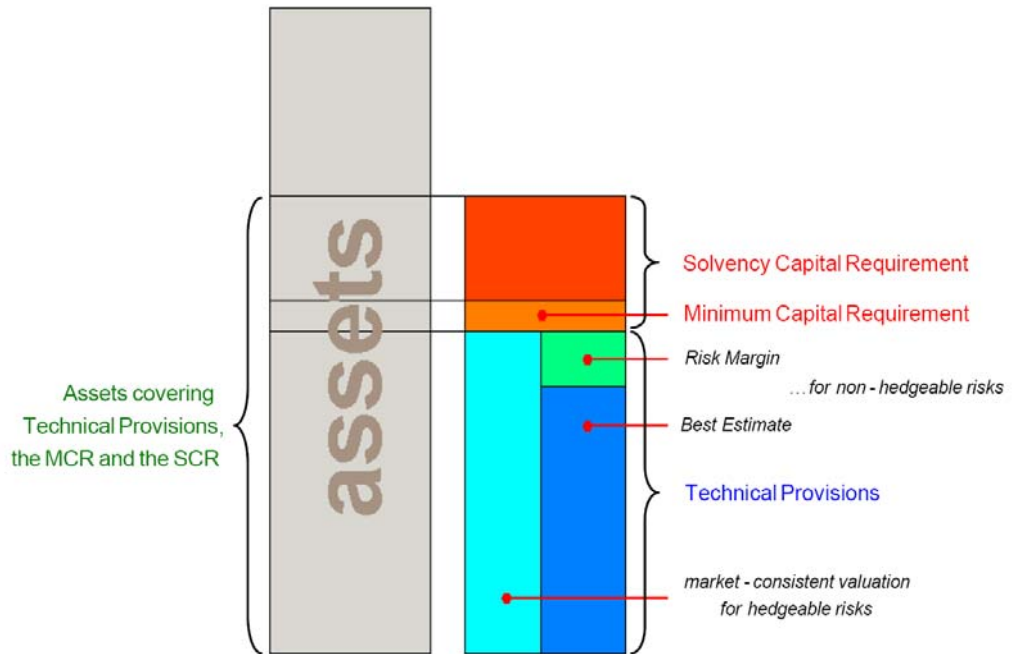 assets
Assets covering
Technical Provisions,
the MCR and the SCR
Solvency Capital Requirement
Minimum Capital Requirement
Risk Margin
...for non - hedgeable risks
Best Estimate
Technical Provisions
market - consistent valuation
for hedgeable risks